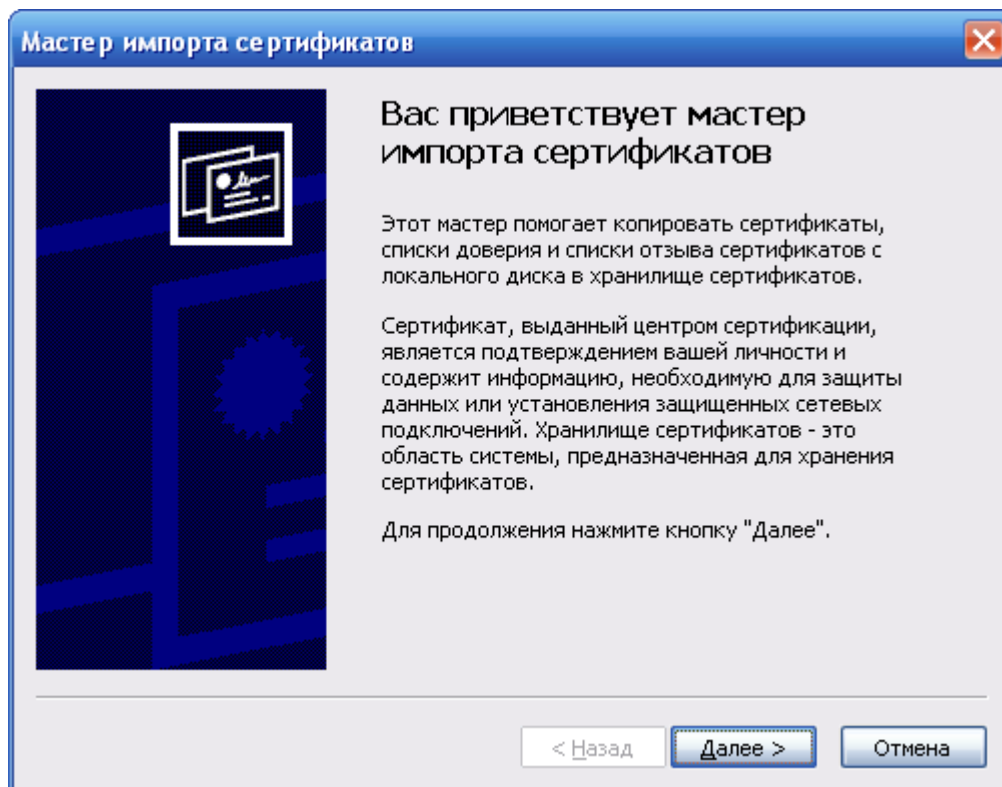 Мастер импорта сертификатов
Вас приветствует мастер
импорта сертификатов
Этот мастер помогает копировать сертификаты,
списки доверия и списки отзыва сертификатов с
локального диска в хранилище сертификатов.
Сертификат, выданный центром сертификации,
является подтверждением вашей личности и
содержит информацию, необходимую для защиты
данных или установления защищенных сетевых
подключений. Хранилище сертификатов - это
область системы, предназначенная для хранения
сертификатов.
Для продолжения нажмите кнопку "Далее".
< Назад
Далее >
Отмена